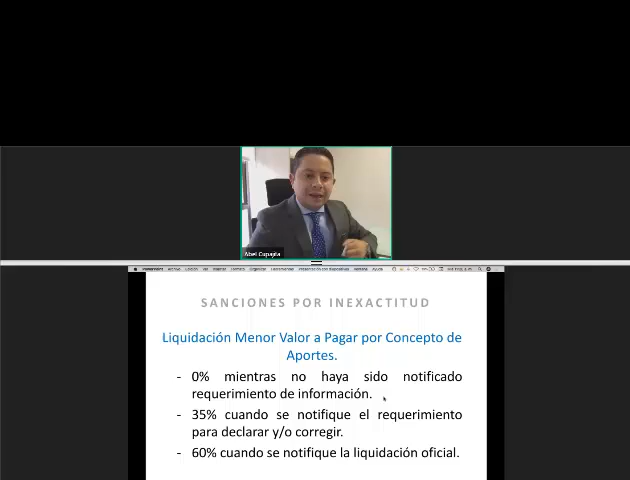 Abel Cupajita
SANCIONES POR INEXACTITUD
Liquidación Menor Valor a Pagar por Concepto de
Aportes.
- 0% mientras no haya sido notificado
requerimiento de información.
- 35% cuando se notifique el requerimiento
para declarar y/o corregir.
- 60% cuando se notifique la liquidación oficial.